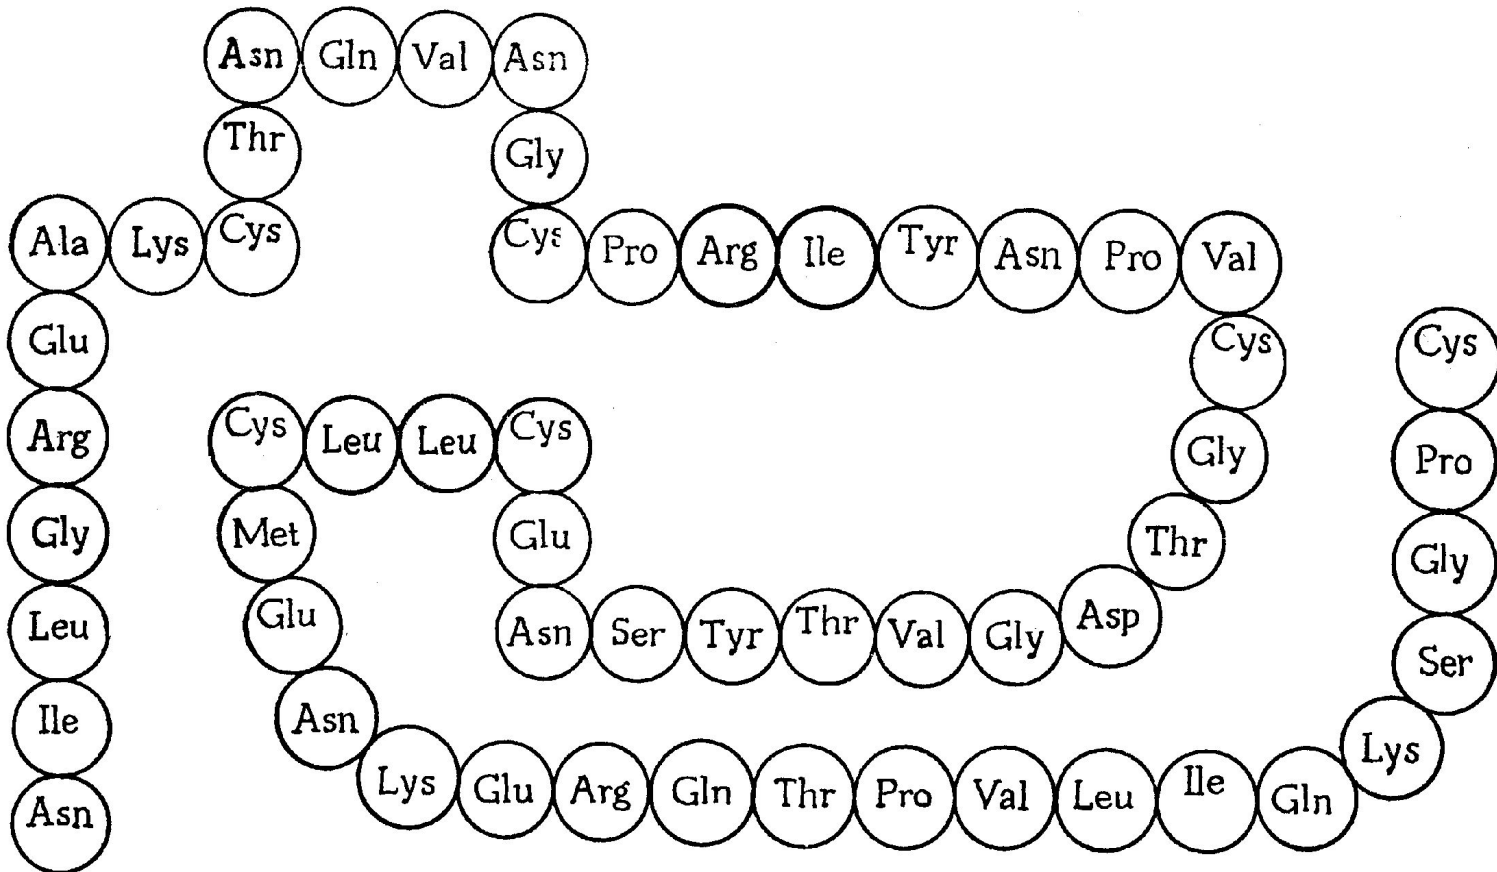 Asn Gln Val Asn
Thr
Gly
Ala Lys Cys
Cys Pro Arg Ile Tyr Asn Pro Val
Glu
Cys
Cys
Arg
Cys Leu Leu Cys
Gly
Pro
Gly
Met
Glu
Thr
Gly
Leu
Glu
Asn Ser Tyr Thr Val Gly Asp
Ser
Ile
Asn
Lys
Asn
Lys Glu Arg Gln Thr Pro Val Leu Ile Gln